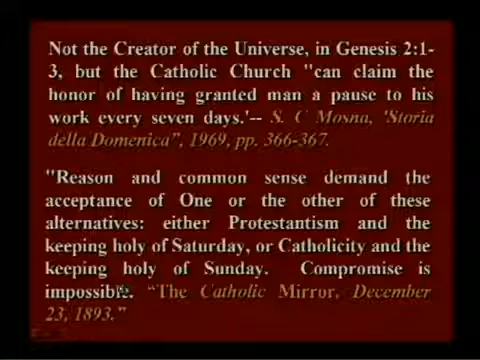 Not the Creator of the Universe, in Genesis 2:1-
3, but the Catholic Church "can claim the
honor of having granted man a pause to his
work every seven days.'-- S. C Mosna, 'Storia
della Domenica", 1969, pp. 366-367.
"Reason and common sense demand the
acceptance of One or the other of these
alternatives: either Protestantism and the
keeping holy of Saturday, or Catholicity and the
keeping holy of Sunday. Compromise is
impossible. "The Catholic Mirror, December
23, 1893."